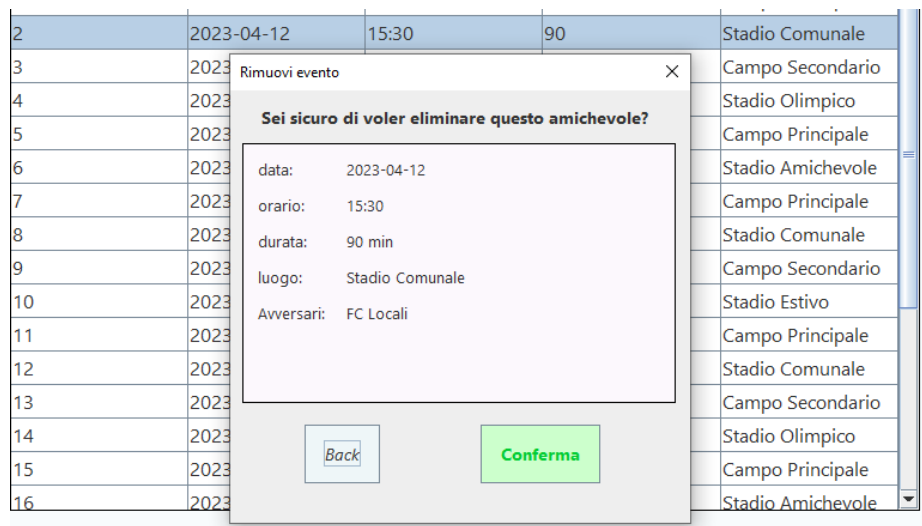 2 2023-04-12 15:30 90 Stadio Comunale
3 2023 Campo Secondario
4 2023 Stadio Olimpico
5 2023 Campo Principale
6 2023 Stadio Amichevole
7 2023 Campo Principale
8 2023 Stadio Comunale
9 2023 Campo Secondario
10 2023 Stadio Estivo
11 2023 Campo Principale
12 2023 Stadio Comunale
13 2023 Campo Secondario
14 2023 Stadio Olimpico
15 2023 Campo Principale
16 2023 Stadio Amichevole
Rimuovi evento
Sei sicuro di voler eliminare questo amichevole?
data: 2023-04-12
orario: 15:30
durata: 90 min
luogo: Stadio Comunale
Avversari: FC Locali
Back Conferma